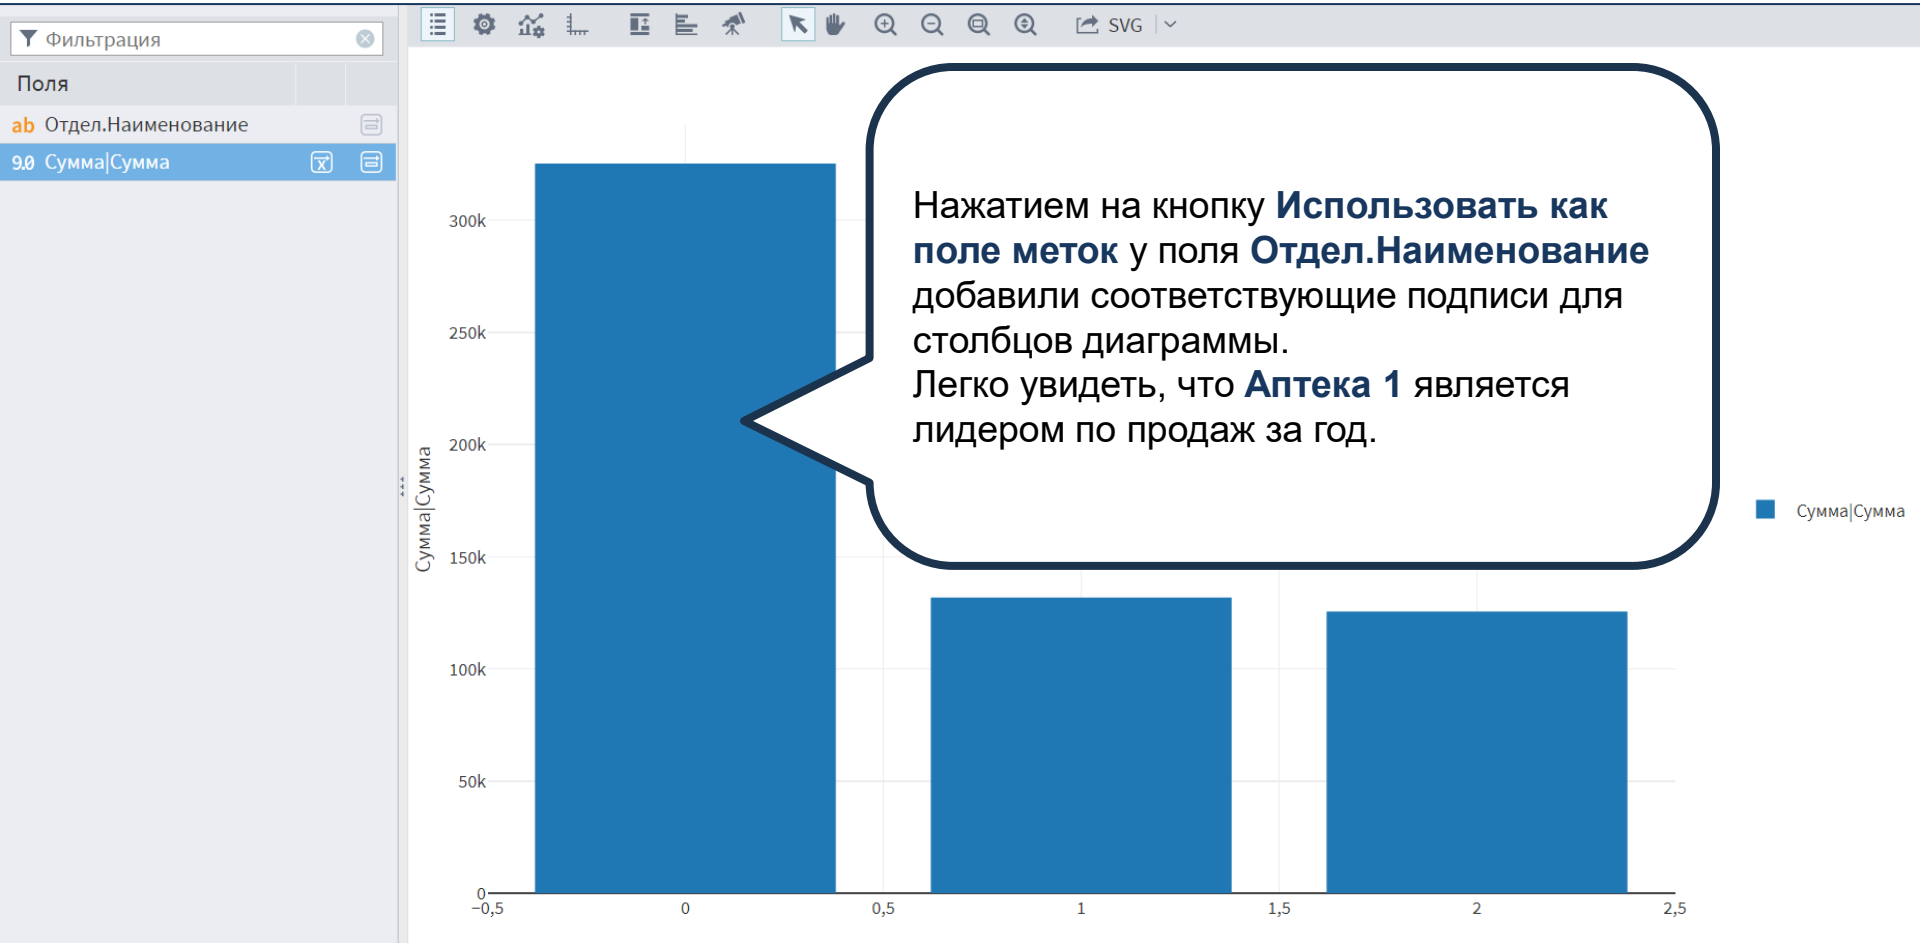 Фильтрация
SVG
Поля
ab Отдел.Наименование
9.0 Сумма|Сумма
Нажатием на кнопку Использовать как
поле меток у поля Отдел.Наименование
добавили соответствующие подписи для
столбцов диаграммы.
Легко увидеть, что Аптека 1 является
лидером по продаж за год.
300k
250k
200k
150k
100k
50k
0
Сумма|Сумма
−0,5 0 0,5 1 1,5 2 2,5
Сумма|Сумма